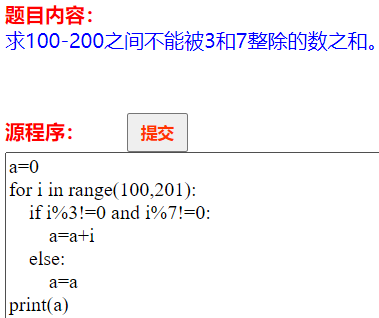 题目内容：
求100-200之间不能被3和7整除的数之和。
源程序： 提交
a=0
for i in range(100,201):
    if i%3!=0 and i%7!=0:
        a=a+i
    else:
        a=a
print(a)